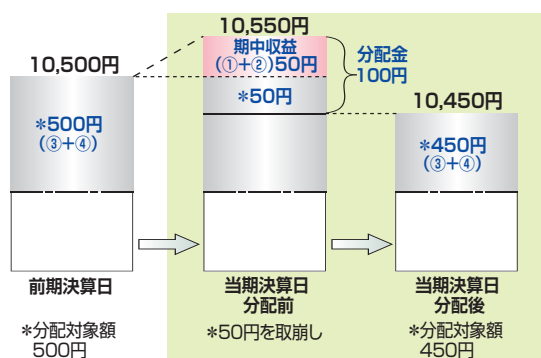 10,500円
*500円
(③+④)
前期決算日
*分配対象額
500円
10,550円
期中収益
(①+②)50円
*50円
分配金
100円
当期決算日
分配前
*50円を取崩し
10,450円
*450円
(③+④)
当期決算日
分配後
*分配対象額
450円